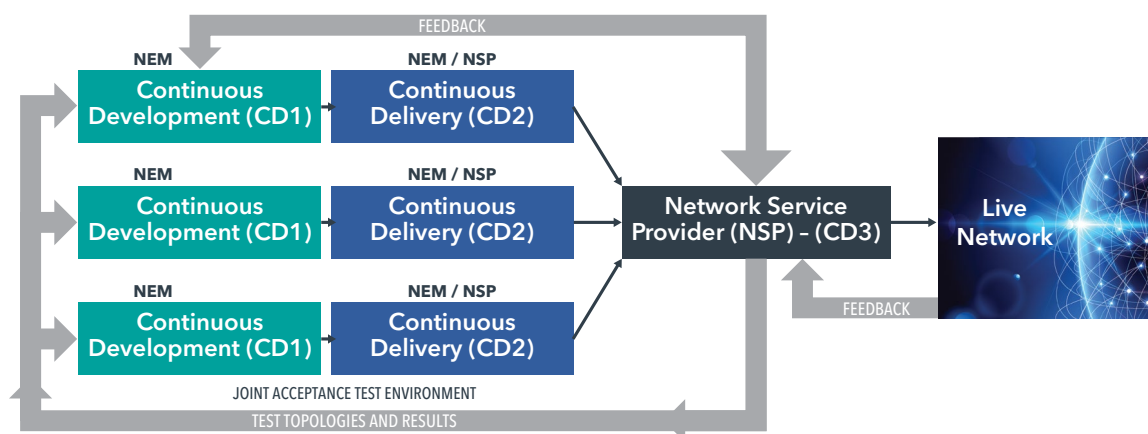 FEEDBACK
NEM
NEM / NSP
Continuous
Development (CD1)
Continuous
Delivery (CD2)
NEM
NEM / NSP
Continuous
Development (CD1)
Continuous
Delivery (CD2)
Network Service
Provider (NSP) – (CD3)
Live
Network
NEM
NEM / NSP
Continuous
Development (CD1)
Continuous
Delivery (CD2)
FEEDBACK
JOINT ACCEPTANCE TEST ENVIRONMENT
TEST TOPOLOGIES AND RESULTS